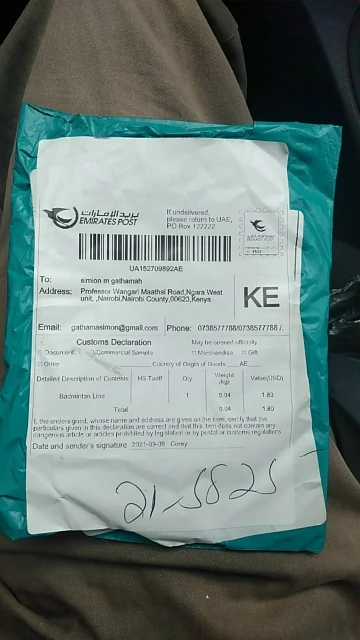 بريد الإمارات
EMIRATES POST
If undelivered
please return to UAE,
PO Box 122222
UA152709892AE
To: simion m gathamah
Address: Professor Wangari Maathai Road,Ngara West
unit, ,Nairobi,Nairobi County,00623,Kenya
KE
Email: gathamasimon@gmail.com Phone: 0738577788/0738577788 /.
Customs Declaration May be opened officially
Document Commercial Sample Merchandise Gift
Other Country of Origin of Goods AE
Detailed Description of Contents HS Tariff Qty Weight (kg) Value(USD)
Badminton Line 1 0.04 1.80
Total 0.04 1.80
I, the undersigned, whose name and address are given on the item, certify that the
particulars given in this declaration are correct and that this item does not contain any
dangerous article or articles prohibited by legislation or by postal or customs regulations
Date and sender's signature 2025-03-06 Corey